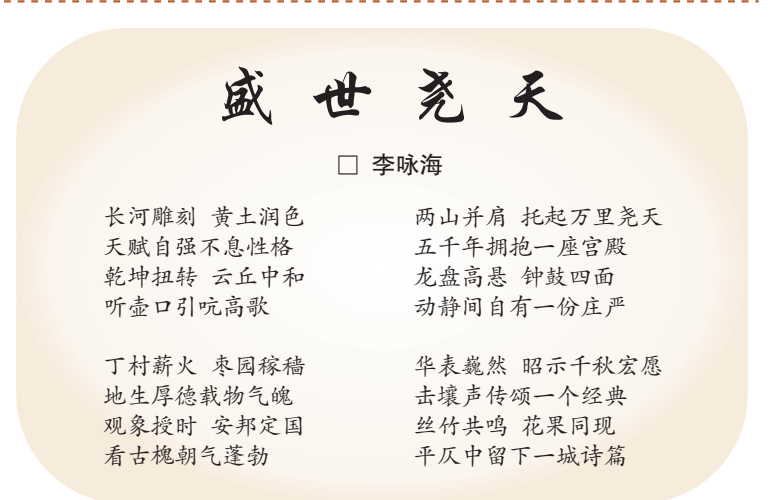 盛世尧天
□ 李咏海
长河雕刻 黄土润色
天赋自强不息性格
乾坤扭转 云丘中和
听壶口引吭高歌
丁村薪火 枣园稼穑
地生厚德载物气魄
观象授时 安邦定国
看古槐朝气蓬勃
两山并肩 托起万里尧天
五千年拥抱一座宫殿
龙盘高悬 钟鼓四面
动静间自有一份庄严
华表巍然 昭示千秋宏愿
击壤声传颂一个经典
丝竹共鸣 花果同现
平仄中留下一城诗篇